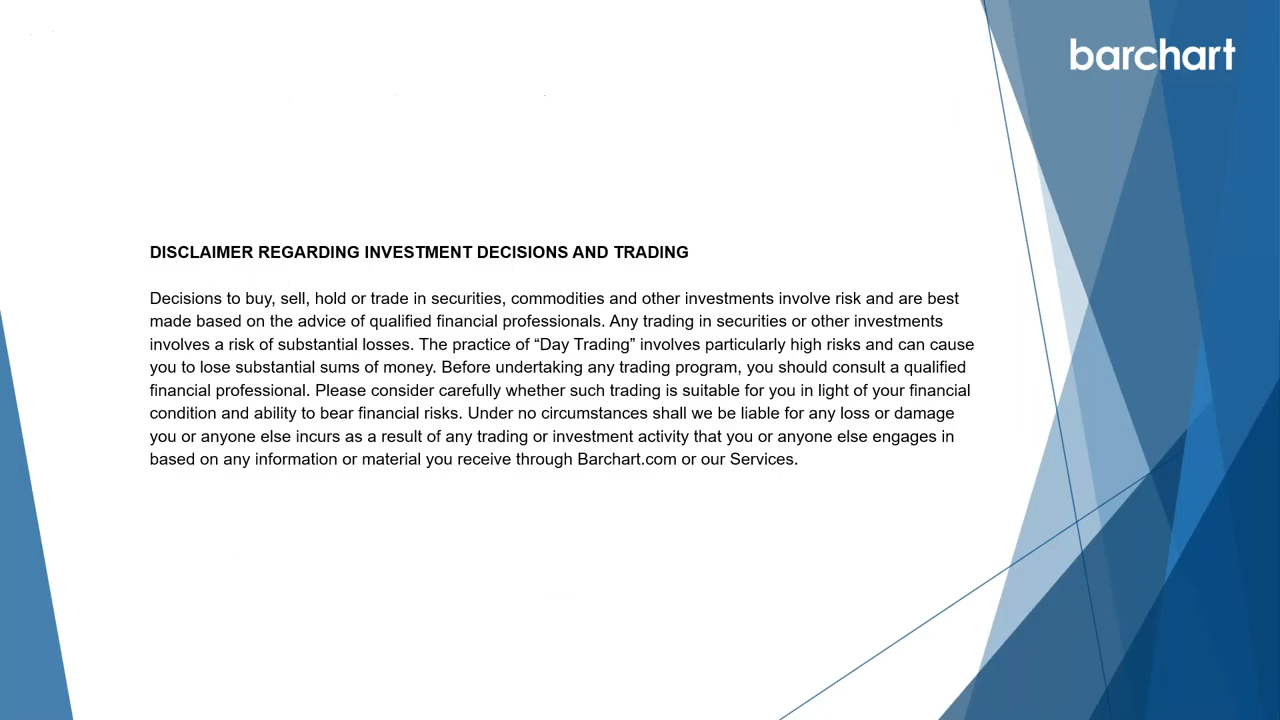 barchart
DISCLAIMER REGARDING INVESTMENT DECISIONS AND TRADING
Decisions to buy, sell, hold or trade in securities, commodities and other investments involve risk and are best
made based on the advice of qualified financial professionals. Any trading in securities or other investments
involves a risk of substantial losses. The practice of “Day Trading” involves particularly high risks and can cause
you to lose substantial sums of money. Before undertaking any trading program, you should consult a qualified
financial professional. Please consider carefully whether such trading is suitable for you in light of your financial
condition and ability to bear financial risks. Under no circumstances shall we be liable for any loss or damage
you or anyone else incurs as a result of any trading or investment activity that you or anyone else engages in
based on any information or material you receive through Barchart.com or our Services.